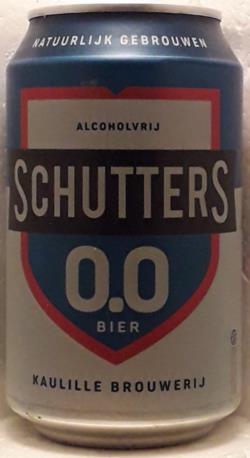 NATUURLIJK GEBROUWEN
ALCOHOLVRIJ
SCHUTTERS
0.0
BIER
KAULILLE BROUWERIJ